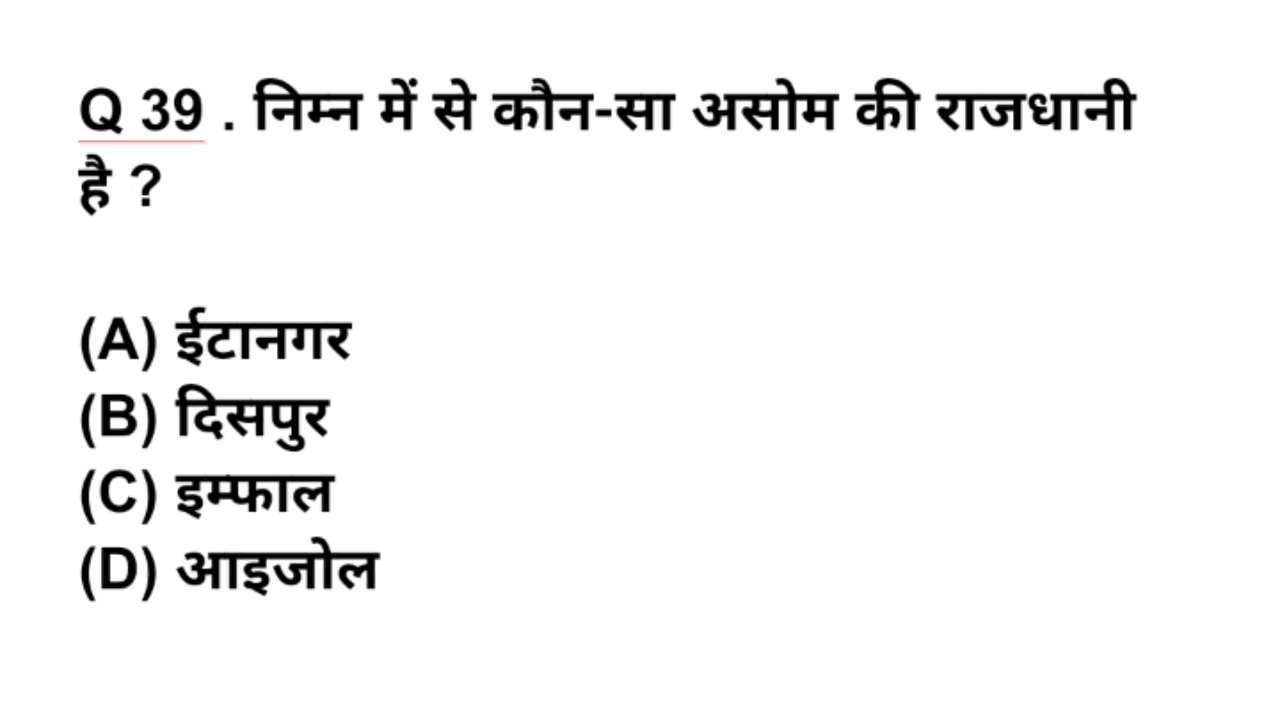 Q 39 . निम्न में से कौन-सा असोम की राजधानी
है ?
(A) ईटानगर
(B) दिसपुर
(C) इम्फाल
(D) आइजोल